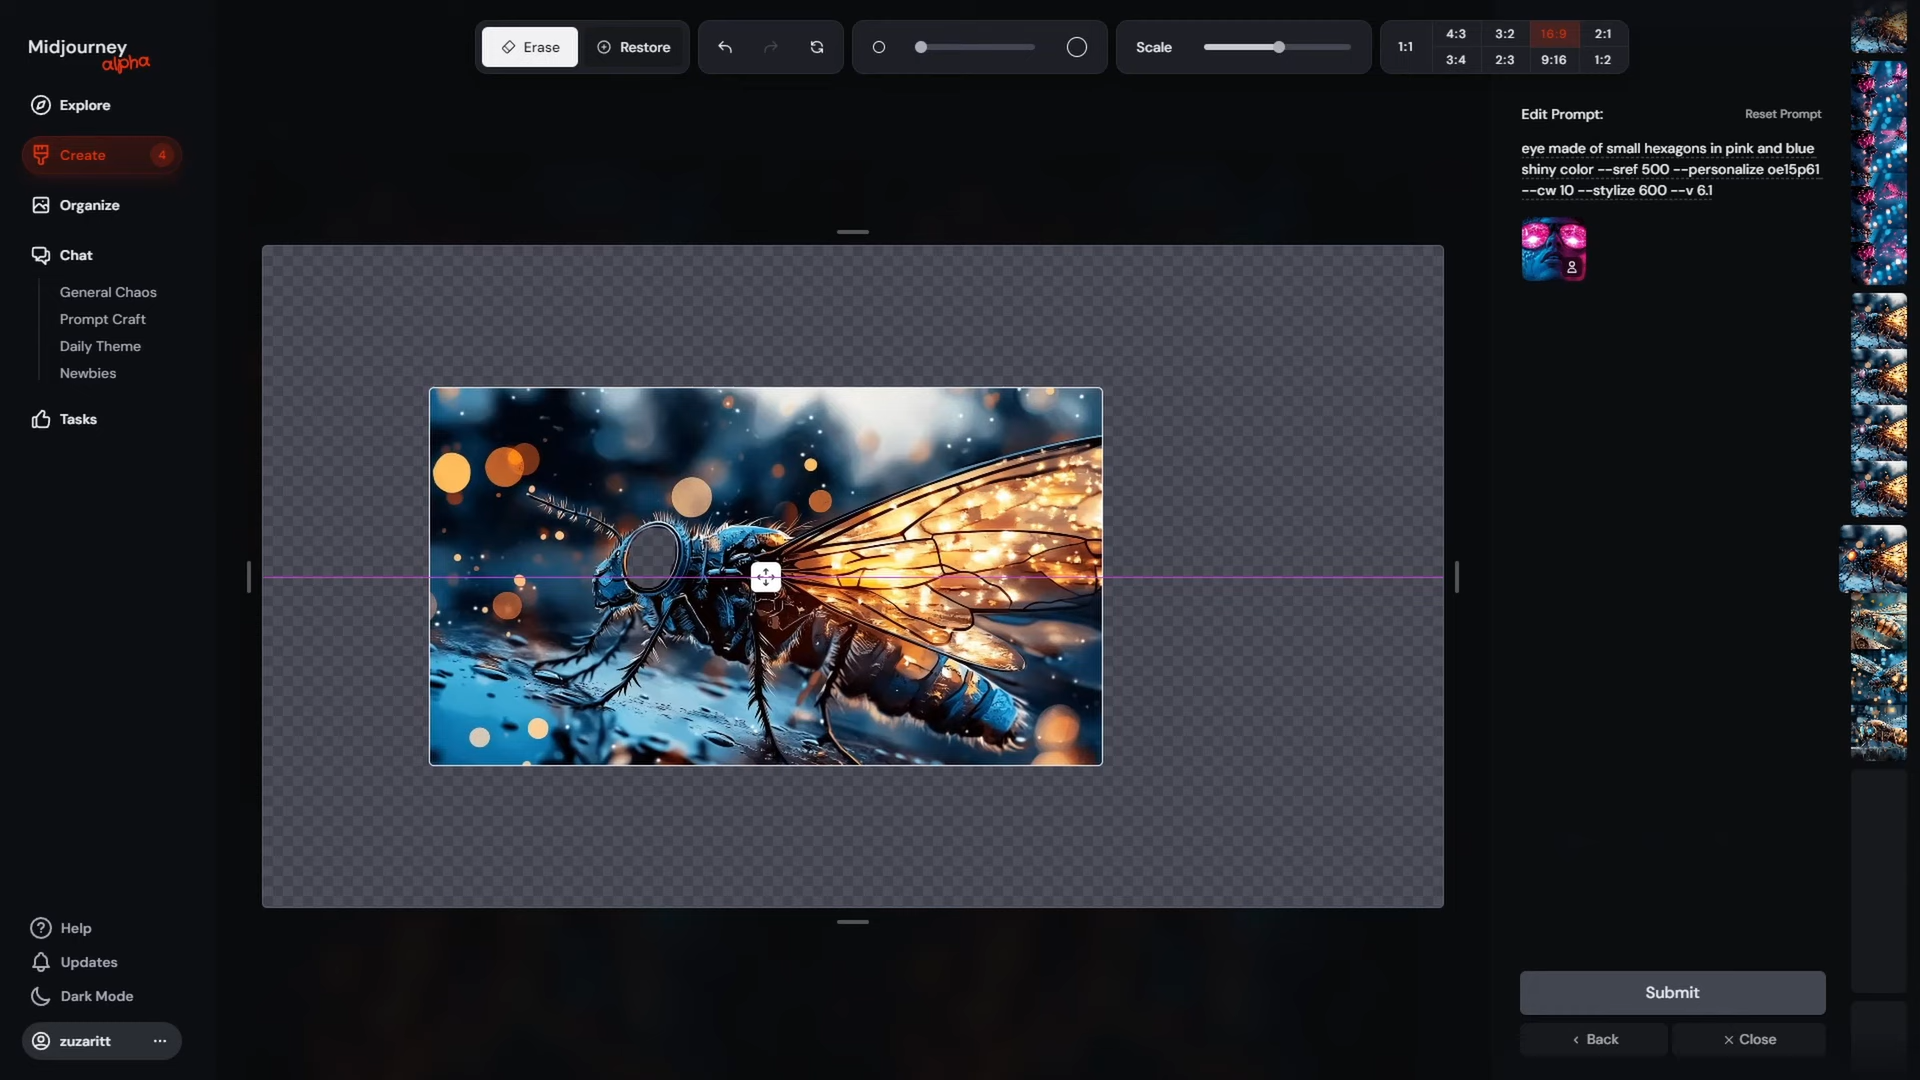 Midjourney
alpha
Explore
Create 4
Organize
Chat
General Chaos
Prompt Craft
Daily Theme
Newbies
Tasks
Help
Updates
Dark Mode
zuzaritt ...
Erase Restore
Scale
1:1
4:3 3:2 16:9 2:1
3:4 2:3 9:16 1:2
Edit Prompt: Reset Prompt
eye made of small hexagons in pink and blue
shiny color --sref 500 --personalize oe15p61
--cw 10 --stylize 600 --v 6.1
Submit
Back Close